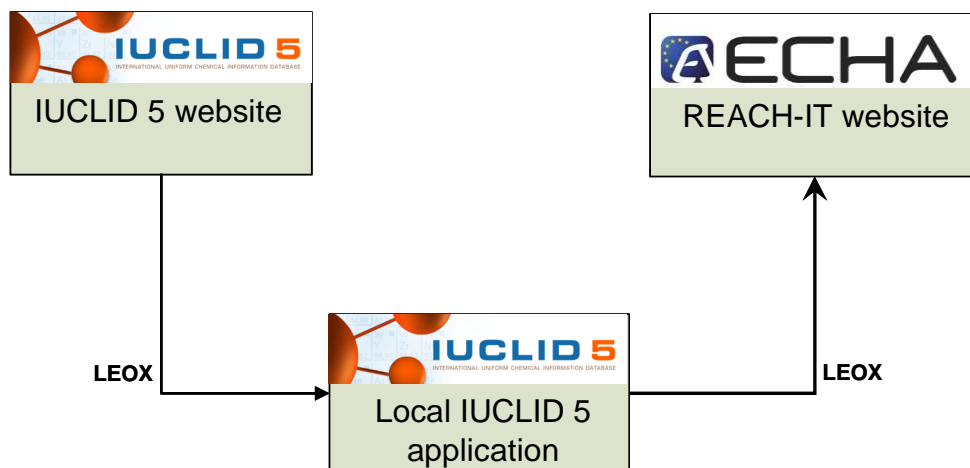 IUCLID 5
INTERNATIONAL UNIFORM CHEMICAL INFORMATION DATABASE
IUCLID 5 website
ECHA
REACH-IT website
LEOX
IUCLID 5
INTERNATIONAL UNIFORM CHEMICAL INFORMATION DATABASE
Local IUCLID 5
application
LEOX